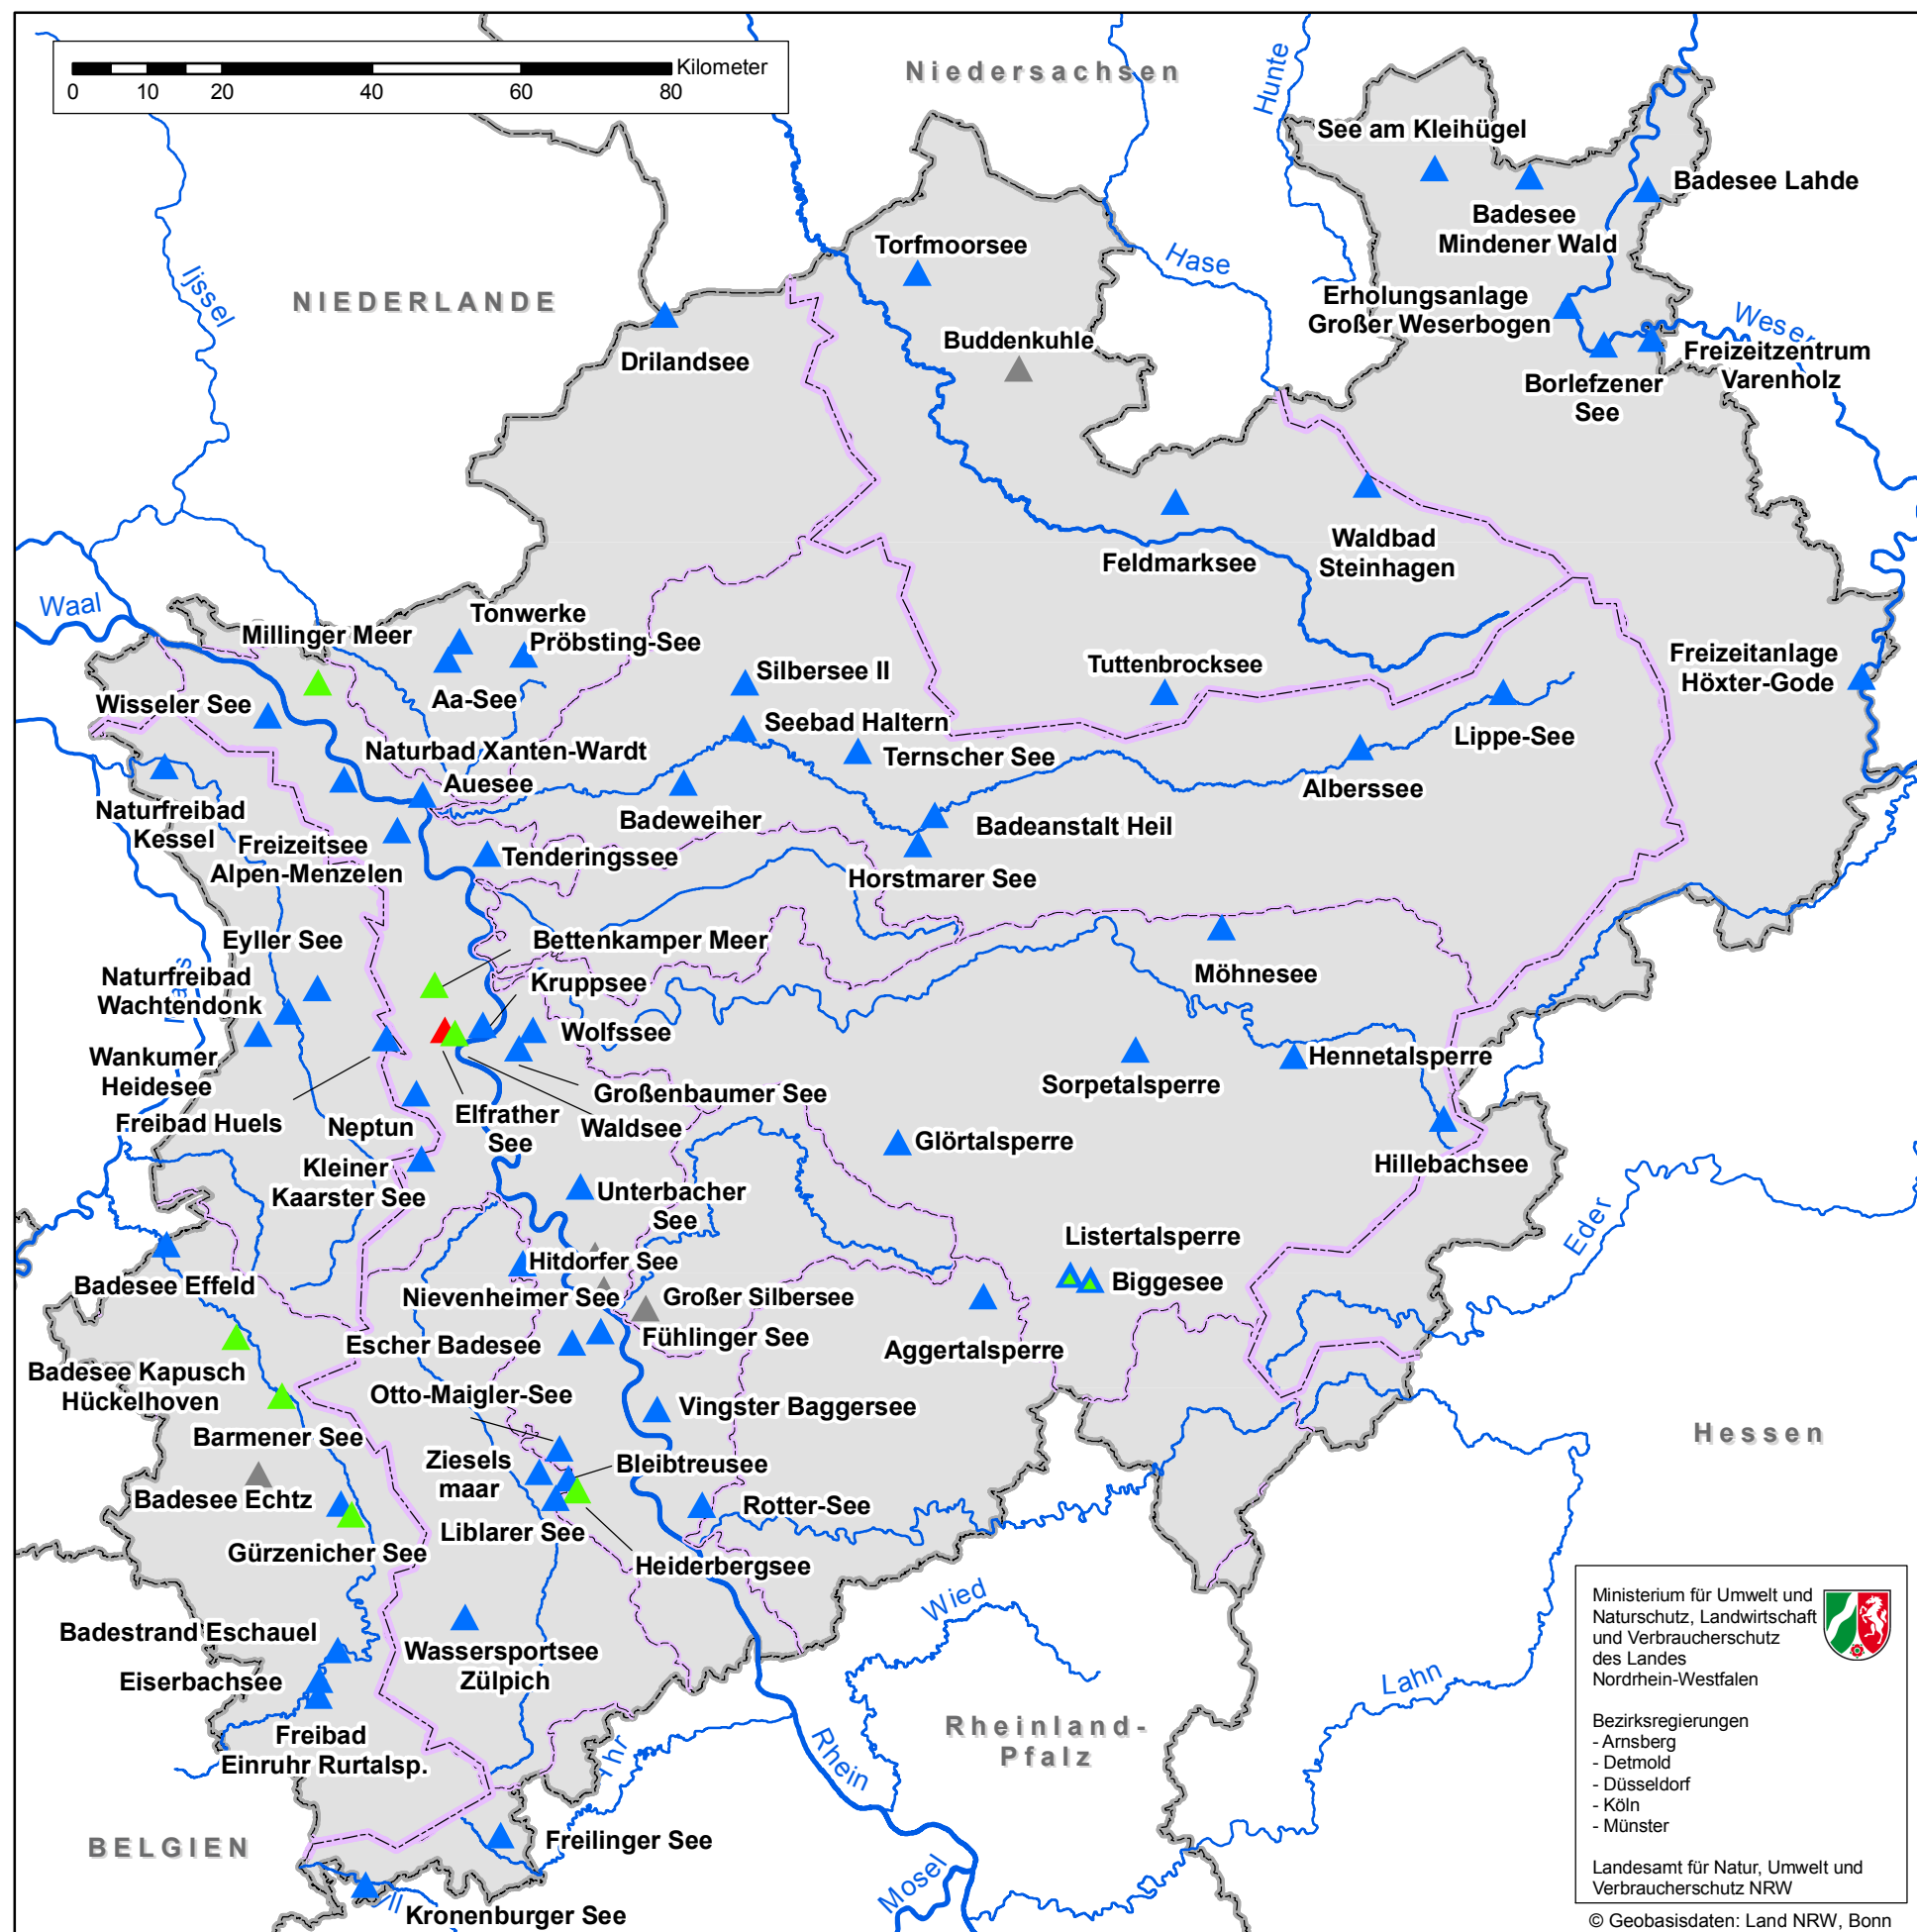 Kilometer
0 10 20 40 60 80
Niedersachsen
Hunte
See am Kleihügel
Badesee Lahde
Badesee
Mindener Wald
Torfmoorsee
Hase
Ijssel
NIEDERLANDE
Erholungsanlage
Großer Weserbogen
Weser
Buddenkuhle
Drilandsee
Freizeitzentrum
Varenholz
Borlefzener
See
Waldbad
Steinhagen
Feldmarksee
Waal
Tonwerke
Millinger Meer
Pröbsting-See
Silbersee II
Tuttenbrocksee
Freizeitanlage
Höxter-Gode
Wisseler See
Aa-See
Seebad Haltern
Lippe-See
Naturbad Xanten-Wardt
Ternscher See
Auesee
Alberssee
Naturfreibad
Kessel
Badeweiher
Badeanstalt Heil
Freizeitsee
Alpen-Menzelen
Tenderingssee
Horstmarer See
Eyller See
Bettenkamper Meer
Möhnesee
Naturfreibad
Wachtendonk
Kruppsee
Wolfssee
Wankumer
Heidesee
Hennetalsperre
Sorpetalsperre
Großenbaumer See
Freibad Huels
Neptun
Elfrather
See
Waldsee
Glörtalsperre
Hillebachsee
Kleiner
Kaarster See
Unterbacher
See
Eder
Listertalsperre
Hitdorfer See
Badesee Effeld
Biggesee
Nievenheimer See
Großer Silbersee
Escher Badesee
Fühlinger See
Aggertalsperre
Badesee Kapusch
Hückelhoven
Otto-Maigler-See
Vingster Baggersee
Hessen
Barmener See
Ziesels
maar
Bleibtreusee
Badesee Echtz
Rotter-See
Liblarer See
Gürzenicher See
Heiderbergsee
Wied
Badestrand Eschauel
Wassersportsee
Zülpich
Eiserbachsee
Lahn
Freibad
Einruhr Rurtalsp.
Rheinland-
Pfalz
Rhein
BELGIEN
Freilinger See
Mosel
Kronenburger See
Ministerium für Umwelt und
Naturschutz, Landwirtschaft
und Verbraucherschutz
des Landes
Nordrhein-Westfalen
Bezirksregierungen
- Arnsberg
- Detmold
- Düsseldorf
- Köln
- Münster
Landesamt für Natur, Umwelt und
Verbraucherschutz NRW
© Geobasisdaten: Land NRW, Bonn